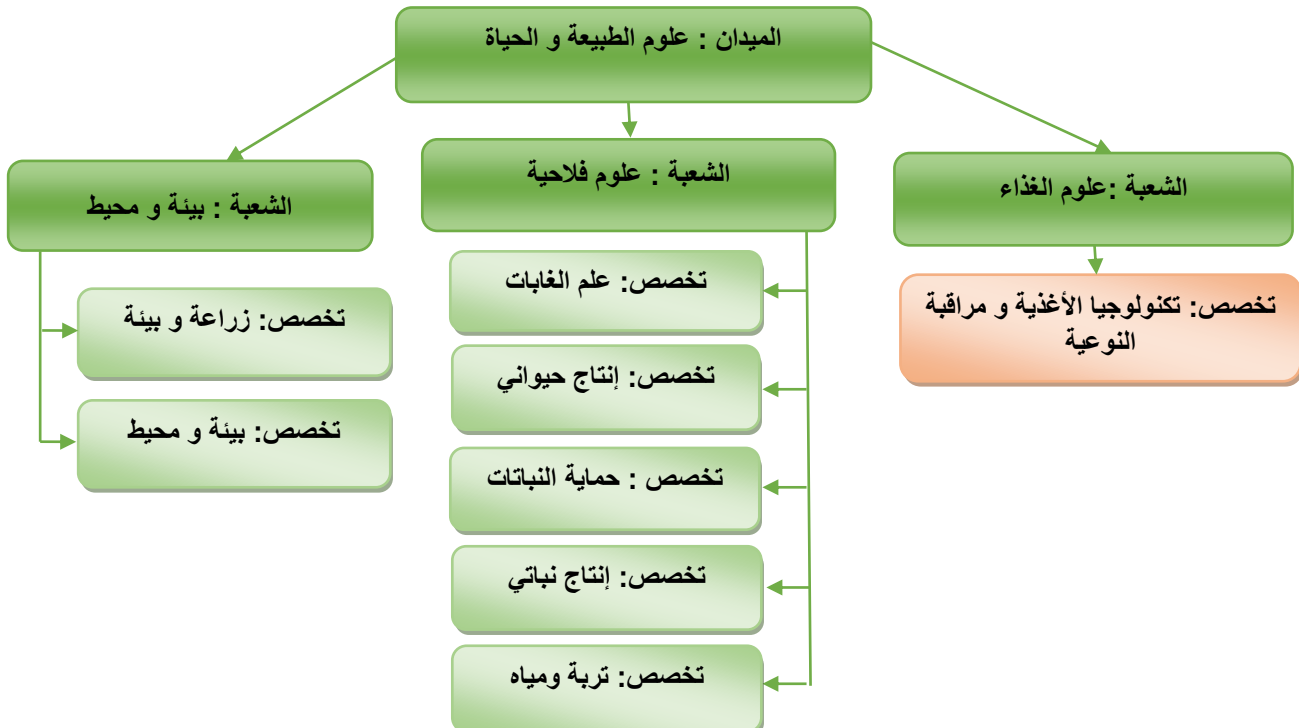 الميدان : علوم الطبيعة و الحياة
الشعبة :علوم الغذاء
تخصص: تكنولوجيا الأغذية و مراقبة
النوعية
الشعبة : علوم فلاحية
تخصص: علم الغابات
تخصص: إنتاج حيواني
تخصص : حماية النباتات
تخصص: إنتاج نباتي
تخصص: تربة ومياه
الشعبة : بيئة و محيط
تخصص: زراعة و بيئة
تخصص: بيئة و محيط